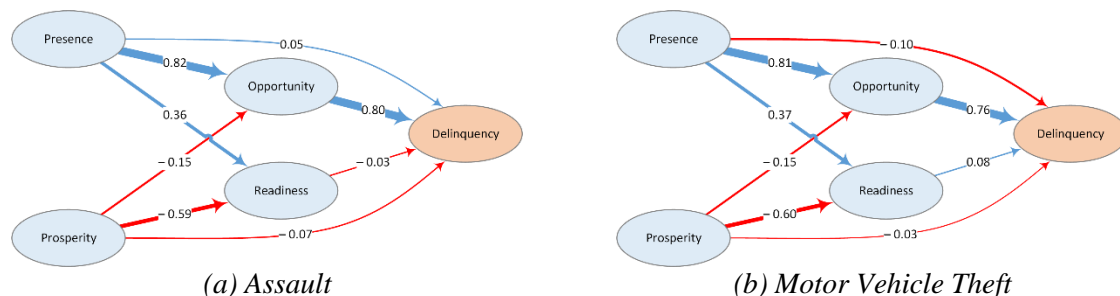 Presence
0.05
0.82
Opportunity
0.36
0.80
Delinquency
– 0.15
– 0.03
Readiness
– 0.59
Prosperity
– 0.07
(a) Assault
Presence
– 0.10
0.81
Opportunity
0.37
0.76
Delinquency
– 0.15
0.08
Readiness
– 0.60
Prosperity
– 0.03
(b) Motor Vehicle Theft